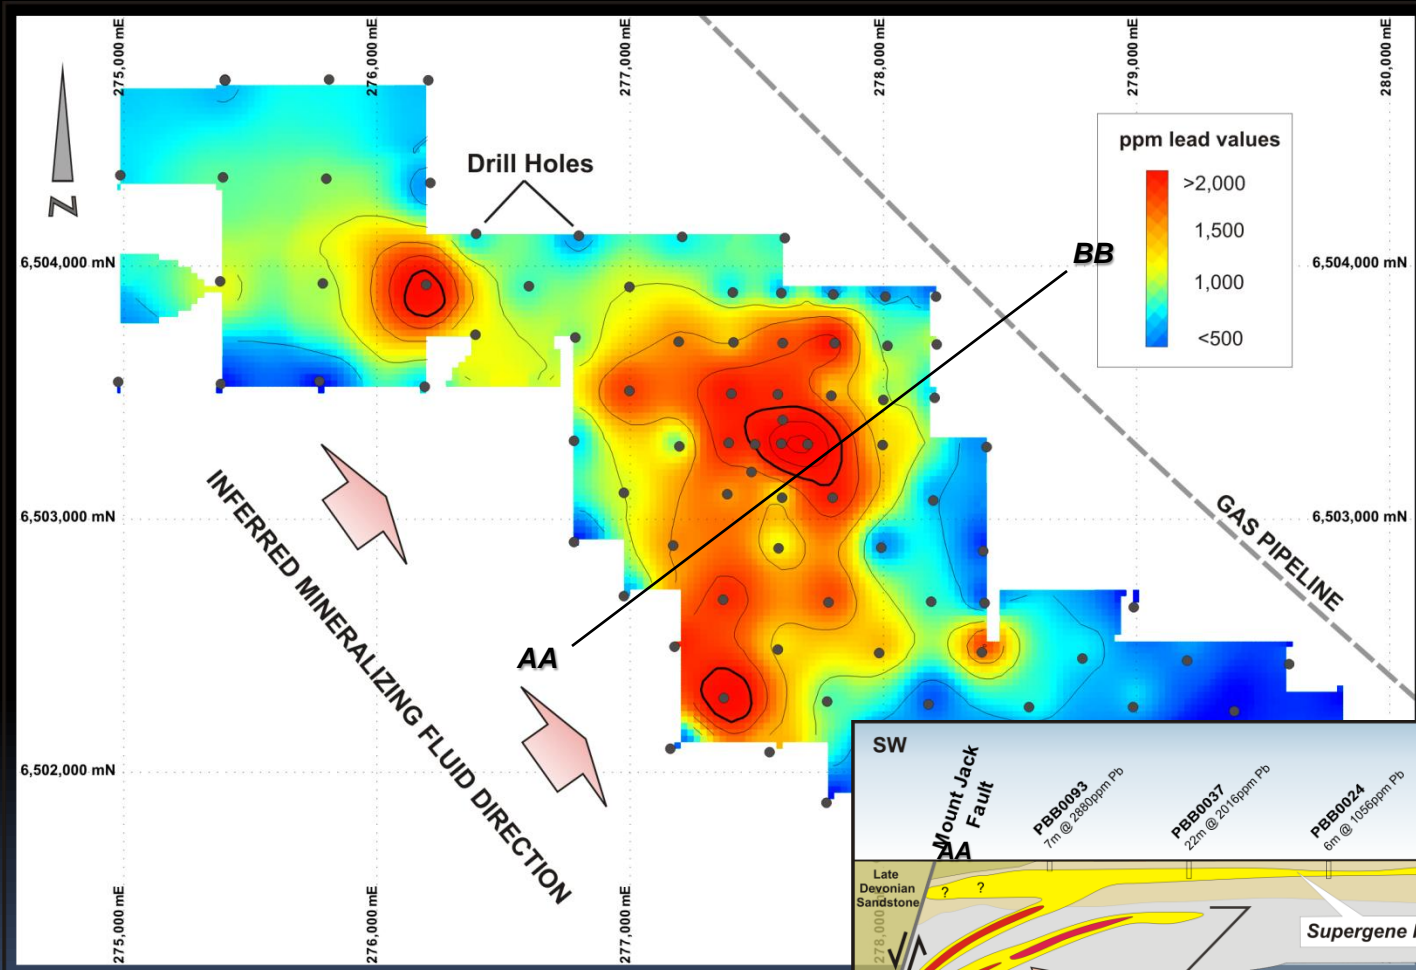 275,000 mE
276,000 mE
277,000 mE
278,000 mE
279,000 mE
280,000 mE
N
Drill Holes
ppm lead values
>2,000
1,500
1,000
<500
BB
6,504,000 mN
6,504,000 mN
6,503,000 mN
6,503,000 mN
GAS PIPELINE
INFERRED MINERALIZING FLUID DIRECTION
AA
6,502,000 mN
275,000 mE
276,000 mE
277,000 mE
278,000
SW
Mount Jack
Fault
AA
PBB0093
7m @ 2880ppm Pb
PBB0037
22m @ 2016ppm Pb
PBB0024
6m @ 1056ppm Pb
Late
Devonian
Sandstone
? ?
Supergene